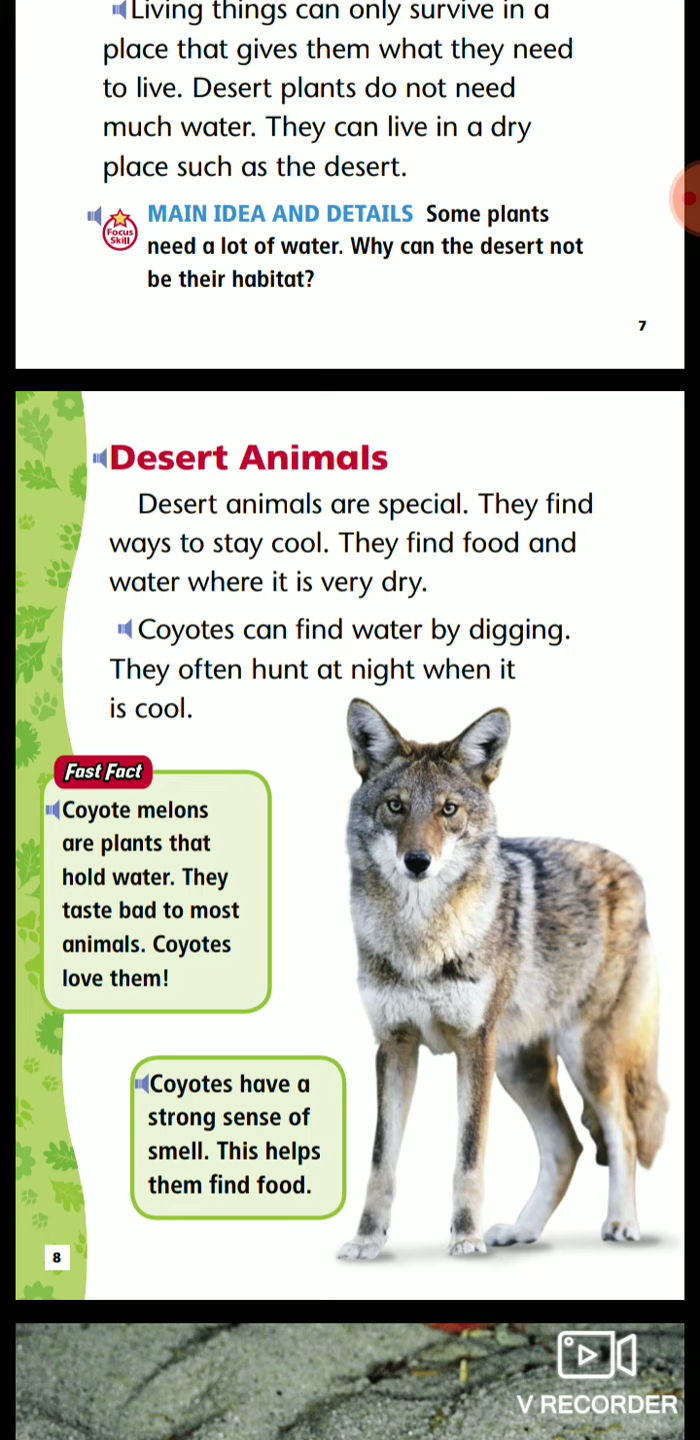 Living things can only survive in a
place that gives them what they need
to live. Desert plants do not need
much water. They can live in a dry
place such as the desert.
Focus
Skill
MAIN IDEA AND DETAILS Some plants
need a lot of water. Why can the desert not
be their habitat?
7
Desert Animals
Desert animals are special. They find
ways to stay cool. They find food and
water where it is very dry.
Coyotes can find water by digging.
They often hunt at night when it
is cool.
Fast Fact
Coyote melons
are plants that
hold water. They
taste bad to most
animals. Coyotes
love them!
Coyotes have a
strong sense of
smell. This helps
them find food.
8
V RECORDER